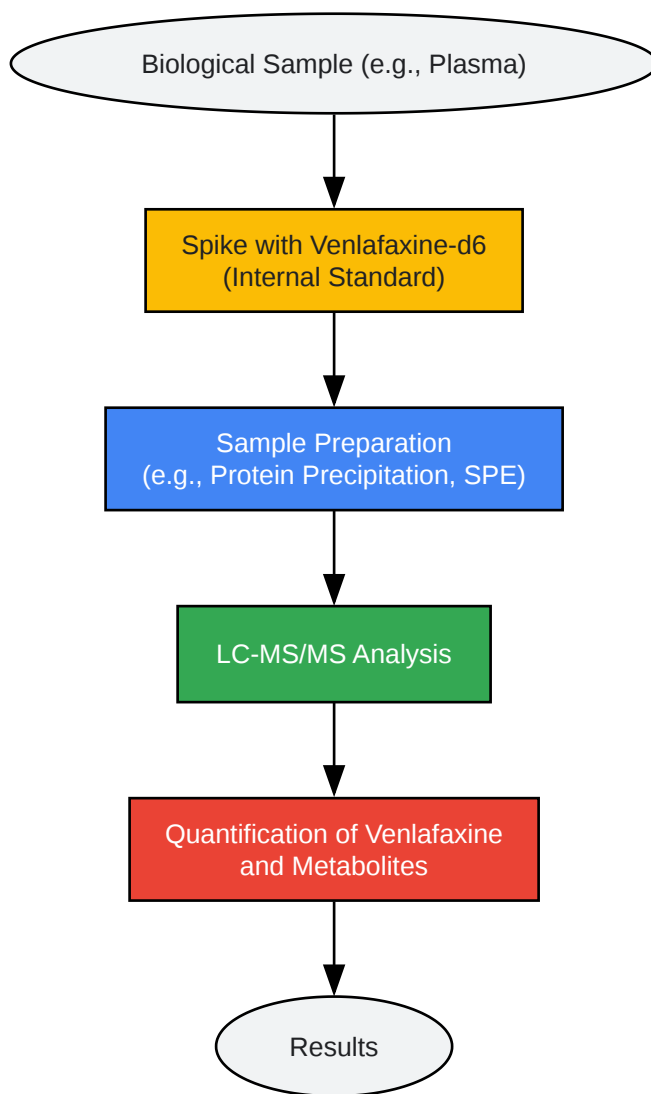 Biological Sample (e.g., Plasma)
Spike with Venlafaxine-d6
(Internal Standard)
Sample Preparation
(e.g., Protein Precipitation, SPE)
LC-MS/MS Analysis
Quantification of Venlafaxine
and Metabolites
Results